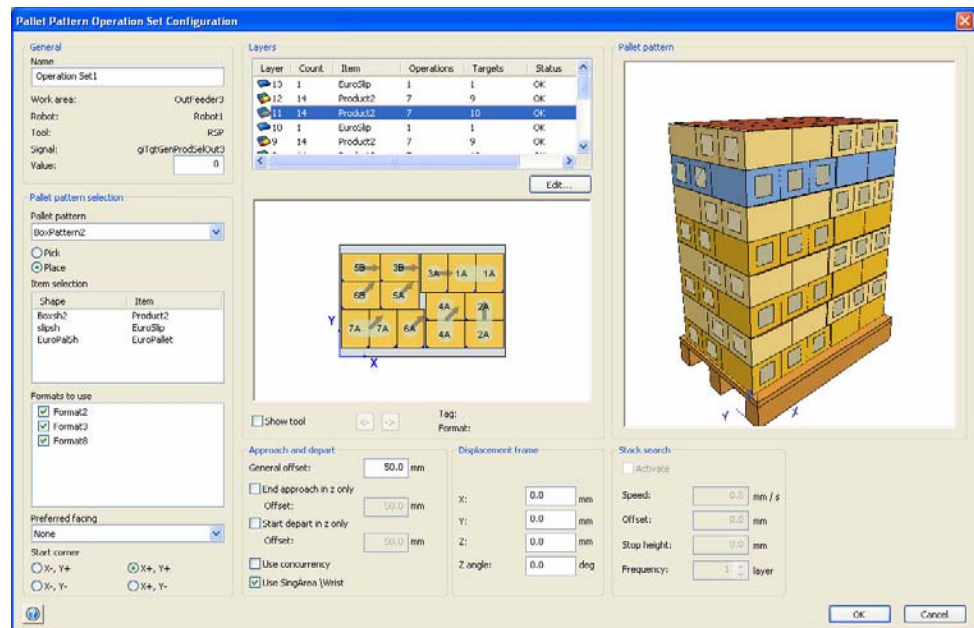 Pallet Pattern Operation Set Configuration
General
Name
Operation Set1
Work area: OutFeeder3
Robot: Robot1
Tool: RSP
Signal: giTgtGenProdSelOut3
Value: 0
Pallet pattern selection
Pallet pattern
BoxPattern2
Pick
Place
Item selection
Shape Item
Boxsh2 Product2
slipsh EuroSlip
EuroPalSh EuroPallet
Formats to use
Format2
Format3
Format8
Preferred facing
None
Start corner
X-, Y+ X+, Y+
X-, Y- X+, Y-
Layers
Layer Count Item Operations Targets Status
13 1 EuroSlip 1 1 OK
12 14 Product2 7 9 OK
11 14 Product2 7 10 OK
10 1 EuroSlip 1 1 OK
9 14 Product2 7 9 OK
Edit...
5B 3B 3A 1A 1A
6B 5A 4A 2A
7A 7A 6A 4A 2A
Y
X
Show tool <- -> Tag:
Format:
Approach and depart
General offset: 50.0 mm
End approach in z only
Offset: 50.0 mm
Start depart in z only
Offset: 50.0 mm
Use concurrency
Use SingArea \Wrist
Displacement frame
X: 0.0 mm
Y: 0.0 mm
Z: 0.0 mm
Z angle: 0.0 deg
Pallet pattern
Y X
Stack search
Activate
Speed: 0.0 mm / s
Offset: 0.0 mm
Stop height: 0.0 mm
Frequency: 1 layer
OK Cancel